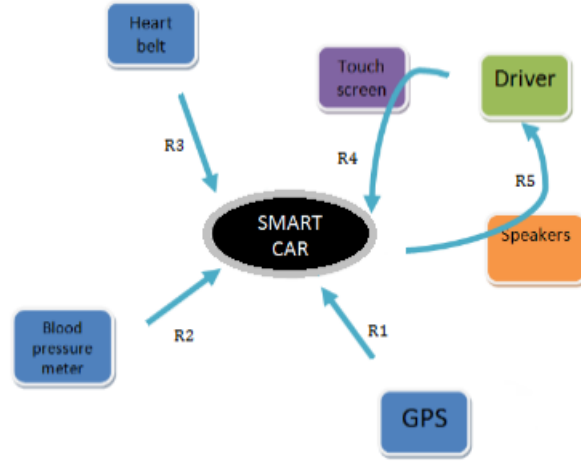 Heart
belt
Touch
screen
Driver
R3
R4
R5
SMART
CAR
Speakers
Blood
pressure
meter
R2
R1
GPS